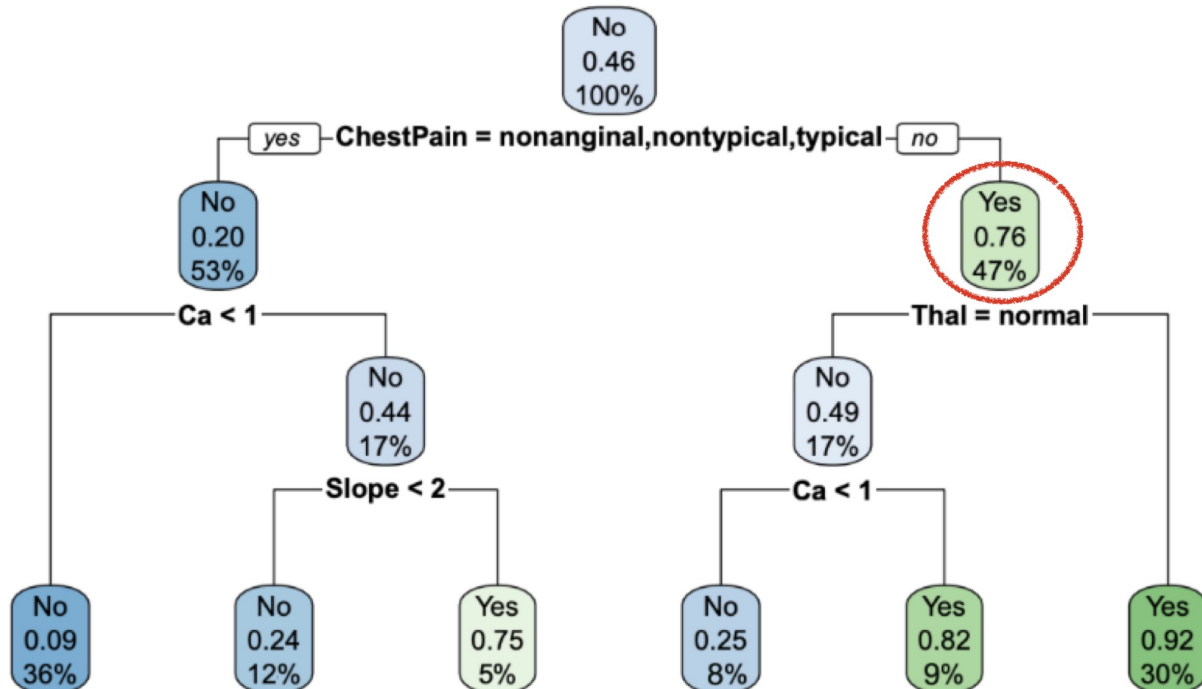 No
0.46
100%
yes ChestPain = nonanginal,nontypical,typical no
No
0.20
53%
Yes
0.76
47%
Ca < 1
Thal = normal
No
0.44
17%
No
0.49
17%
Slope < 2
Ca < 1
No
0.09
36%
No
0.24
12%
Yes
0.75
5%
No
0.25
8%
Yes
0.82
9%
Yes
0.92
30%